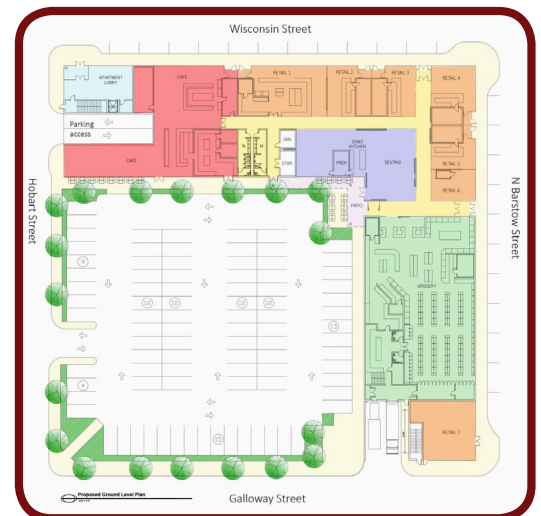 Wisconsin Street
APARTMENT
LOBBY
CAFE
RETAIL 1
RETAIL 2
RETAIL 3
RETAIL 4
Parking
access
JAN.
DEMO
KITCHEN
W.
M.
CAFE
STOR.
PREP.
SEATING
RETAIL 5
RETAIL 6
PATIO
Hobart Street
N Barstow Street
9
GROCERY
12
12
12
12
13
4
RETAIL 7
Proposed Ground Level Plan
Galloway Street